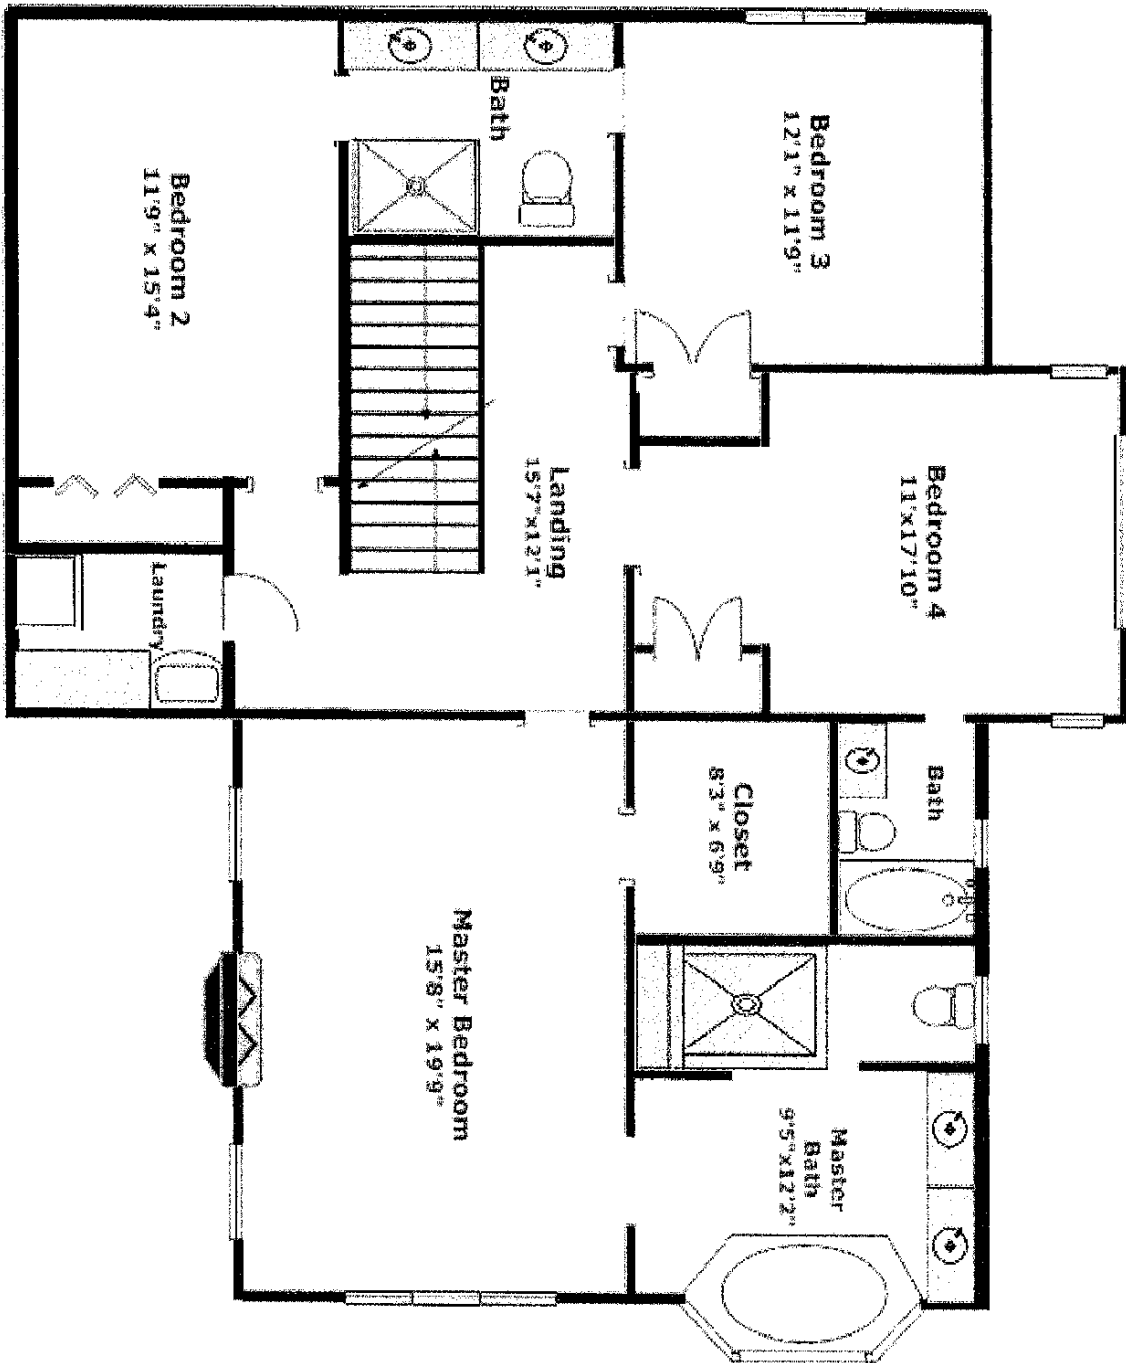 Bedroom 3
12'1" x 11'9"
Bath
Bedroom 2
11'9" x 15'4"
Bedroom 4
11'x17'10"
Landing
15'7"x12'1"
Laundry
Bath
Closet
8'3" x 6'9"
Master Bedroom
15'8" x 19'9"
Master
Bath
9'5"x12'2"